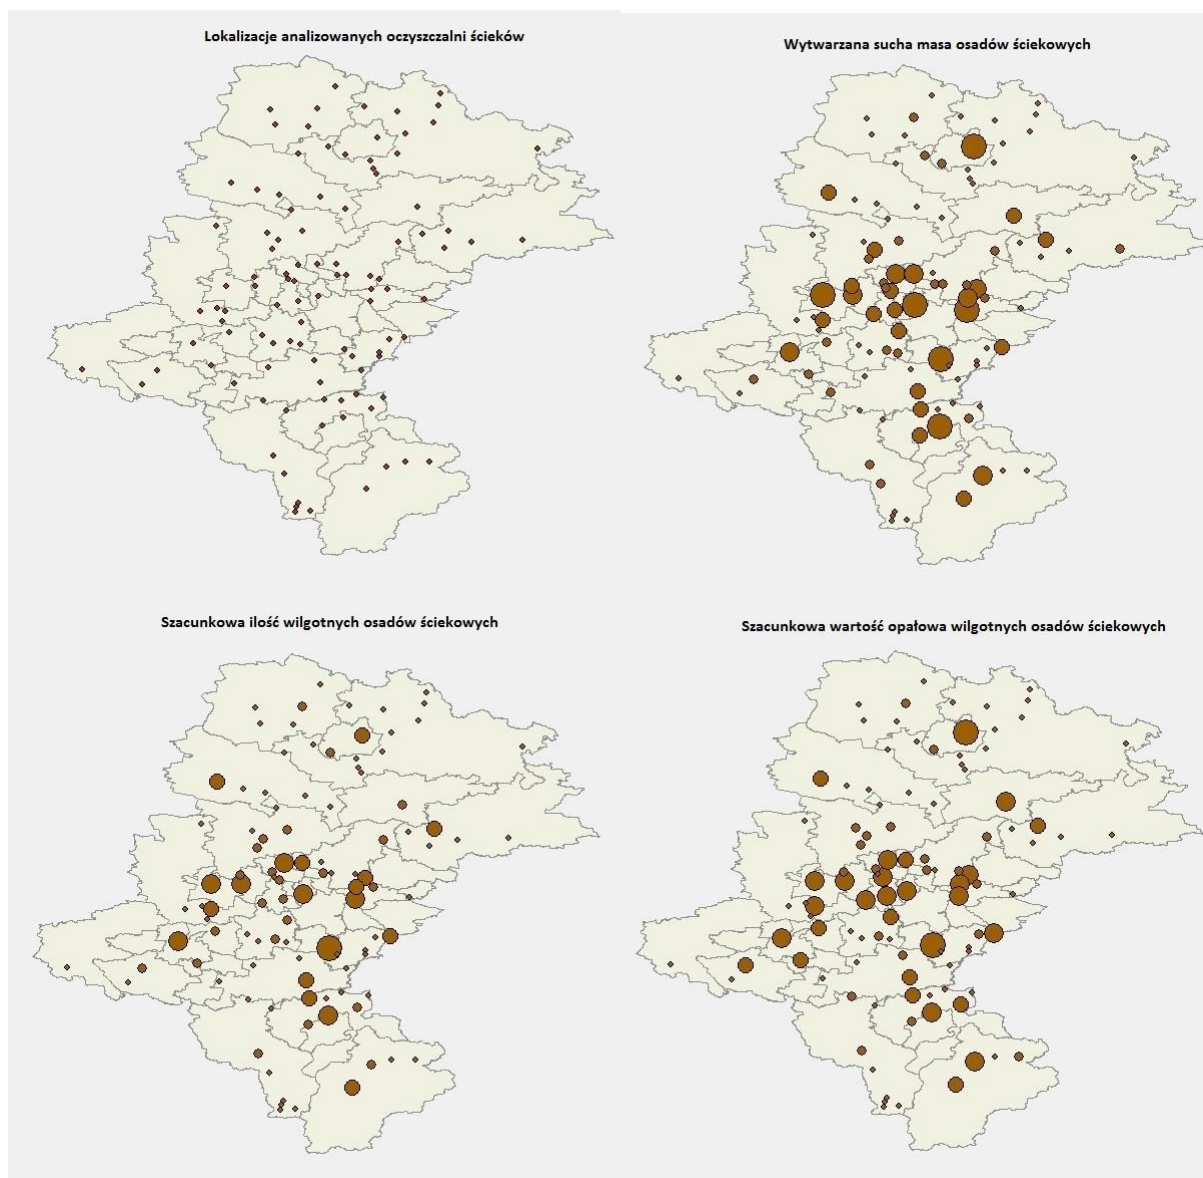 Lokalizacje analizowanych oczyszczalni ścieków
Wytwarzana sucha masa osadów ściekowych
Szacunkowa ilość wilgotnych osadów ściekowych
Szacunkowa wartość opałowa wilgotnych osadów ściekowych